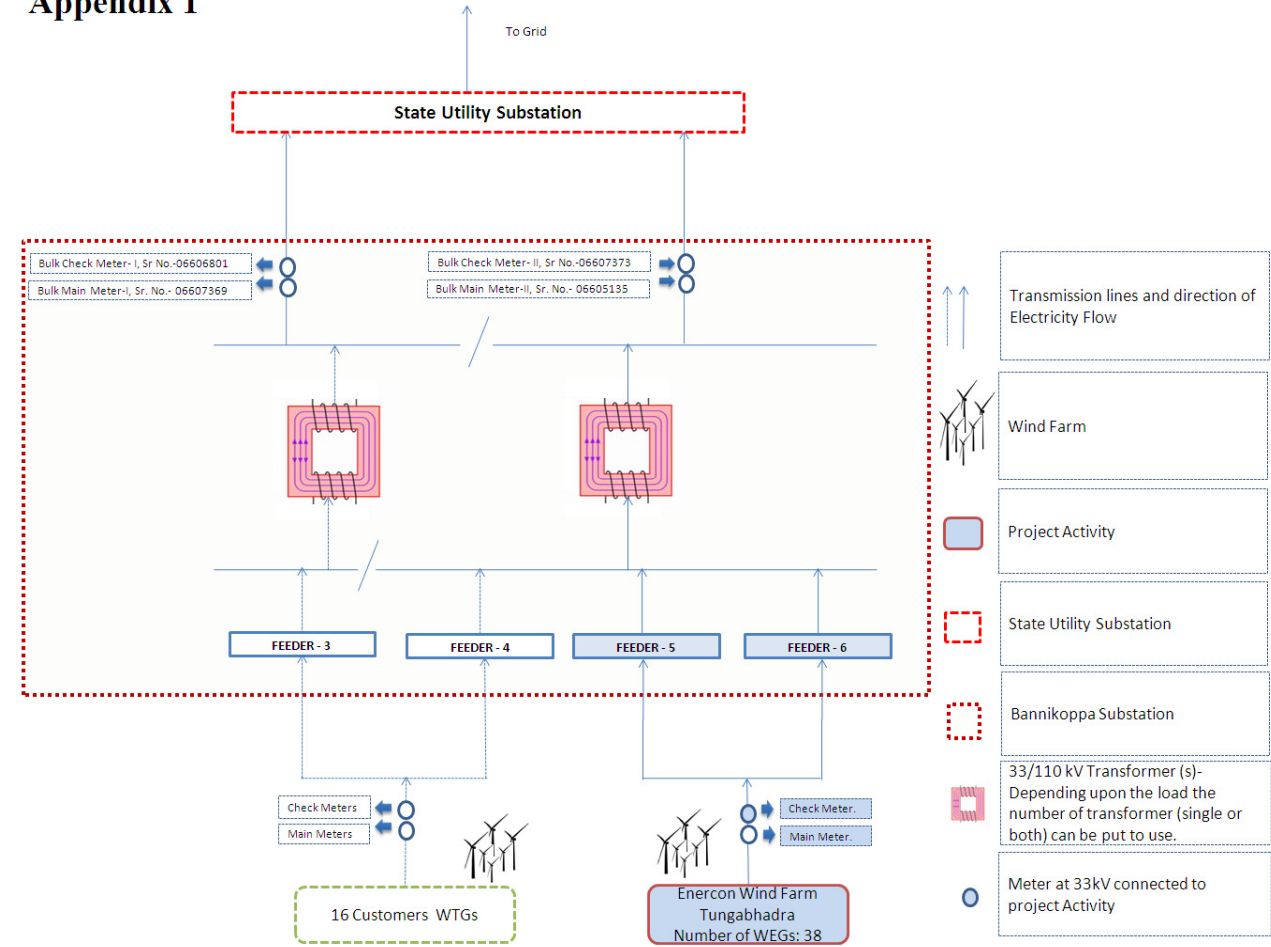 Appendix 1
To Grid
State Utility Substation
Bulk Check Meter- I, Sr No.-06606801
Bulk Main Meter-I, Sr. No.- 06607369
Bulk Check Meter- II, Sr No.-06607373
Bulk Main Meter-II, Sr. No.- 06605135
FEEDER - 3
FEEDER - 4
FEEDER - 5
FEEDER - 6
Check Meters
Main Meters
Check Meter.
Main Meter.
16 Customers WTGs
Enercon Wind Farm
Tungabhadra
Number of WEGs: 38
Transmission lines and direction of
Electricity Flow
Wind Farm
Project Activity
State Utility Substation
Bannikoppa Substation
33/110 kV Transformer (s)-
Depending upon the load the
number of transformer (single or
both) can be put to use.
Meter at 33kV connected to
project Activity